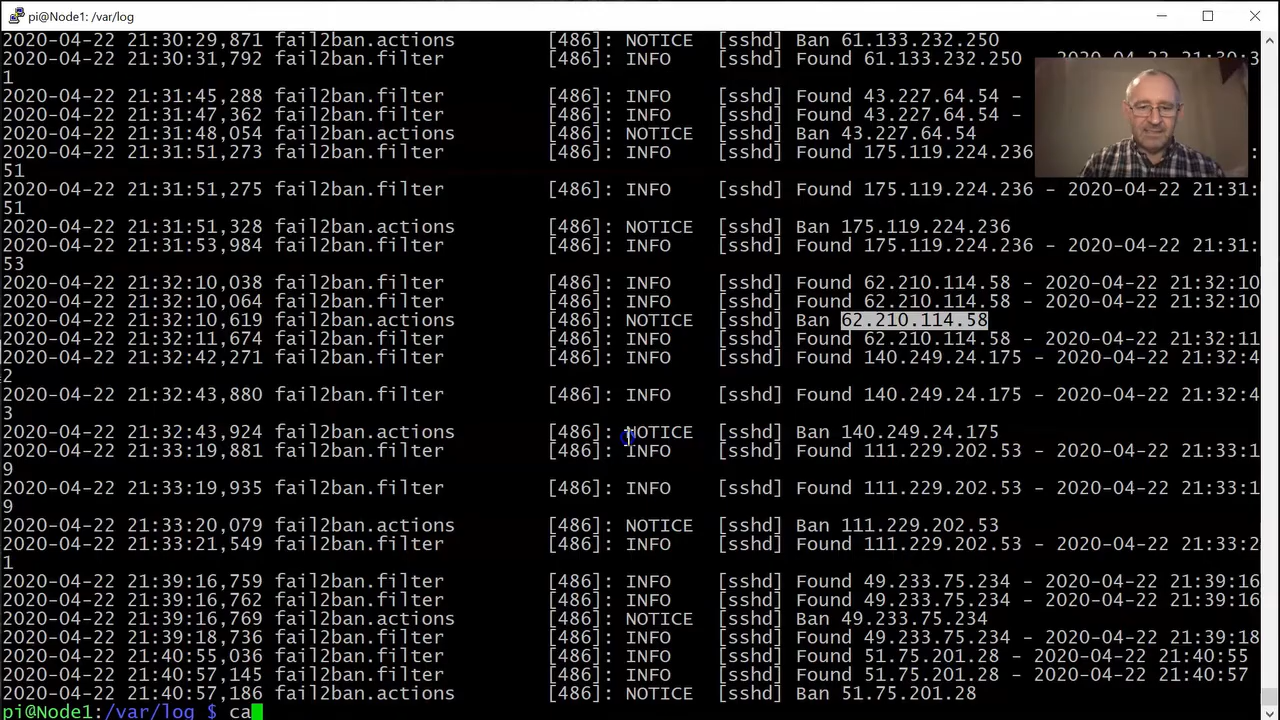 pi@Node1: /var/log
2020-04-22 21:30:29,871 fail2ban.actions [486]: NOTICE [sshd] Ban 61.133.232.250
2020-04-22 21:30:31,792 fail2ban.filter [486]: INFO [sshd] Found 61.133.232.250 - 2020-04-22 21:30:3
1
2020-04-22 21:31:45,288 fail2ban.filter [486]: INFO [sshd] Found 43.227.64.54 -
2020-04-22 21:31:47,362 fail2ban.filter [486]: INFO [sshd] Found 43.227.64.54 -
2020-04-22 21:31:48,054 fail2ban.actions [486]: NOTICE [sshd] Ban 43.227.64.54
2020-04-22 21:31:51,273 fail2ban.filter [486]: INFO [sshd] Found 175.119.224.236 :
51
2020-04-22 21:31:51,275 fail2ban.filter [486]: INFO [sshd] Found 175.119.224.236 - 2020-04-22 21:31:
51
2020-04-22 21:31:51,328 fail2ban.actions [486]: NOTICE [sshd] Ban 175.119.224.236
2020-04-22 21:31:53,984 fail2ban.filter [486]: INFO [sshd] Found 175.119.224.236 - 2020-04-22 21:31:
53
2020-04-22 21:32:10,038 fail2ban.filter [486]: INFO [sshd] Found 62.210.114.58 - 2020-04-22 21:32:10
2020-04-22 21:32:10,064 fail2ban.filter [486]: INFO [sshd] Found 62.210.114.58 - 2020-04-22 21:32:10
2020-04-22 21:32:10,619 fail2ban.actions [486]: NOTICE [sshd] Ban 62.210.114.58
2020-04-22 21:32:11,674 fail2ban.filter [486]: INFO [sshd] Found 62.210.114.58 - 2020-04-22 21:32:11
2020-04-22 21:32:42,271 fail2ban.filter [486]: INFO [sshd] Found 140.249.24.175 - 2020-04-22 21:32:4
2
2020-04-22 21:32:43,880 fail2ban.filter [486]: INFO [sshd] Found 140.249.24.175 - 2020-04-22 21:32:4
3
2020-04-22 21:32:43,924 fail2ban.actions [486]: NOTICE [sshd] Ban 140.249.24.175
2020-04-22 21:33:19,881 fail2ban.filter [486]: INFO [sshd] Found 111.229.202.53 - 2020-04-22 21:33:1
9
2020-04-22 21:33:19,935 fail2ban.filter [486]: INFO [sshd] Found 111.229.202.53 - 2020-04-22 21:33:1
9
2020-04-22 21:33:20,079 fail2ban.actions [486]: NOTICE [sshd] Ban 111.229.202.53
2020-04-22 21:33:21,549 fail2ban.filter [486]: INFO [sshd] Found 111.229.202.53 - 2020-04-22 21:33:2
1
2020-04-22 21:39:16,759 fail2ban.filter [486]: INFO [sshd] Found 49.233.75.234 - 2020-04-22 21:39:16
2020-04-22 21:39:16,762 fail2ban.filter [486]: INFO [sshd] Found 49.233.75.234 - 2020-04-22 21:39:16
2020-04-22 21:39:16,769 fail2ban.actions [486]: NOTICE [sshd] Ban 49.233.75.234
2020-04-22 21:39:18,736 fail2ban.filter [486]: INFO [sshd] Found 49.233.75.234 - 2020-04-22 21:39:18
2020-04-22 21:40:55,036 fail2ban.filter [486]: INFO [sshd] Found 51.75.201.28 - 2020-04-22 21:40:55
2020-04-22 21:40:57,145 fail2ban.filter [486]: INFO [sshd] Found 51.75.201.28 - 2020-04-22 21:40:57
2020-04-22 21:40:57,186 fail2ban.actions [486]: NOTICE [sshd] Ban 51.75.201.28
pi@Node1:/var/log $ ca